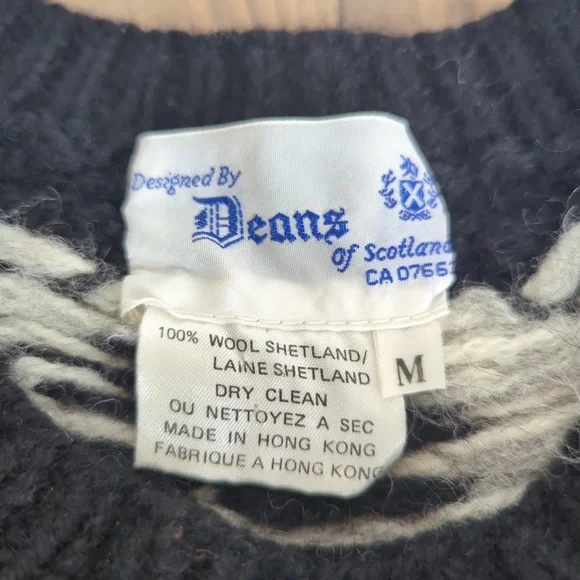 Designed By
Deans
of Scotland
CA 0766
100% WOOL SHETLAND/
LAINE SHETLAND
DRY CLEAN
OU NETTOYEZ A SEC
MADE IN HONG KONG
FABRIQUE A HONG KONG
M